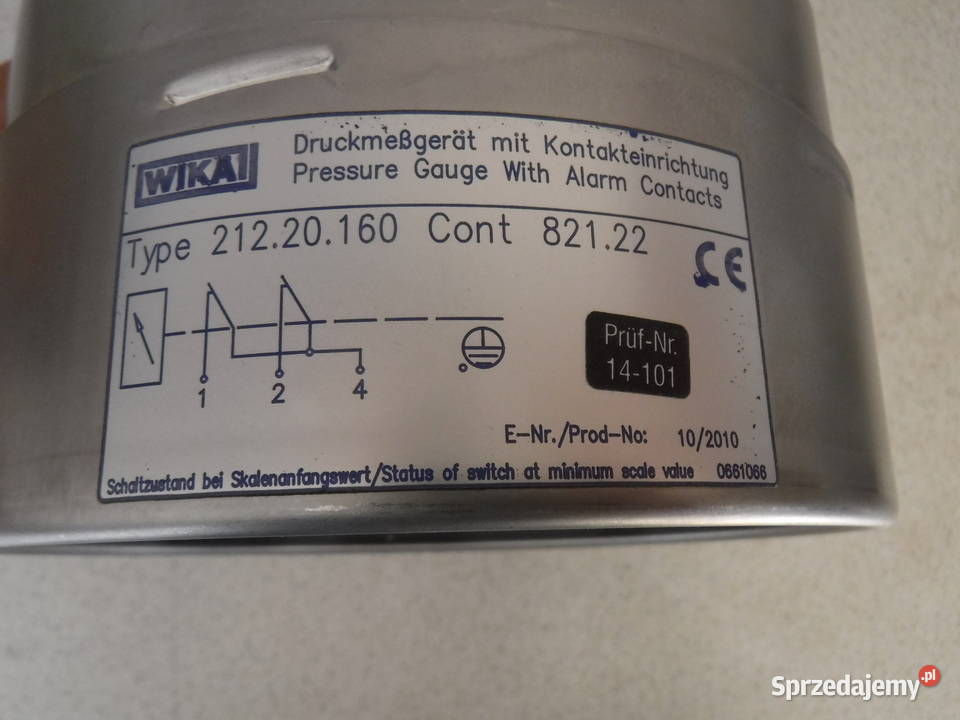 WIKA
Druckmeßgerät mit Kontakteinrichtung
Pressure Gauge With Alarm Contacts
Type 212.20.160 Cont 821.22
CE
1 2 4
Prüf-Nr.
14-101
E-Nr./Prod-No: 10/2010
Schaltzustand bei Skalenanfangswert/Status of switch at minimum scale value 0661066
Sprzedajemy.pl